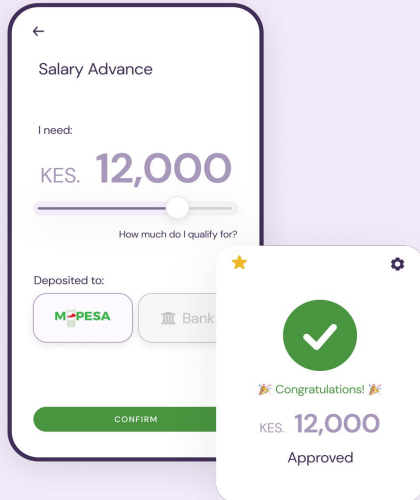 Salary Advance
I need:
KES. 12,000
How much do I qualify for?
Deposited to:
M-PESA Bank
CONFIRM
🎉 Congratulations! 🎉
KES. 12,000
Approved